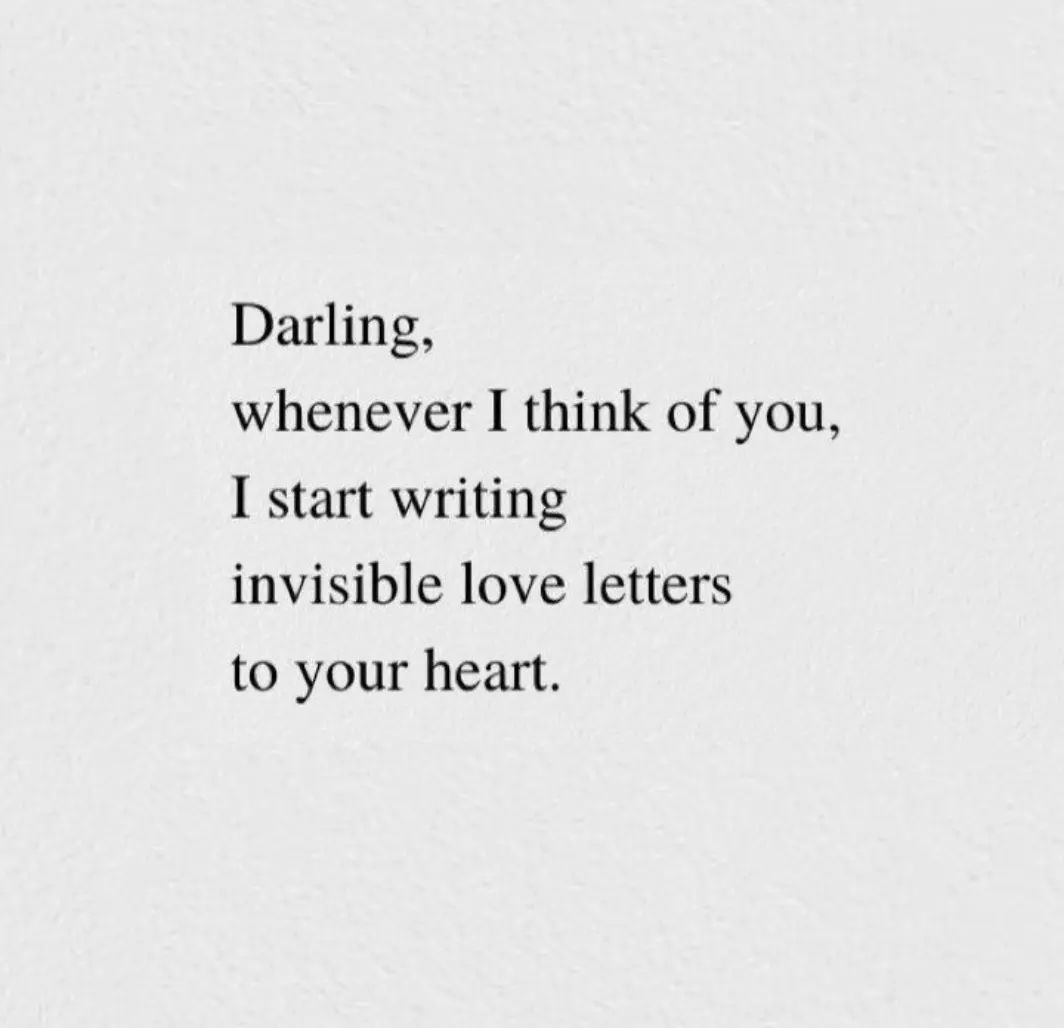 Darling,
whenever I think of you,
I start writing
invisible love letters
to your heart.